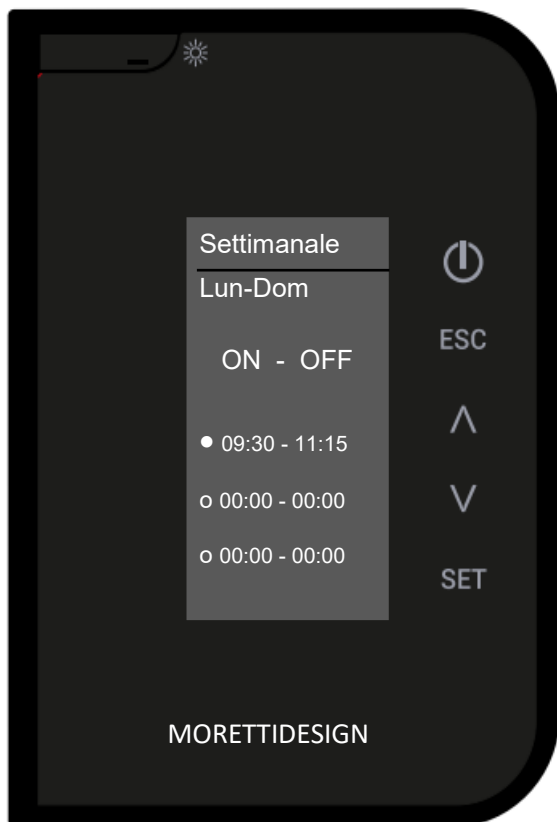 Settimanale
Lun-Dom
ON - OFF
● 09:30 - 11:15
o 00:00 - 00:00
o 00:00 - 00:00
ESC
SET
MORETTIDESIGN